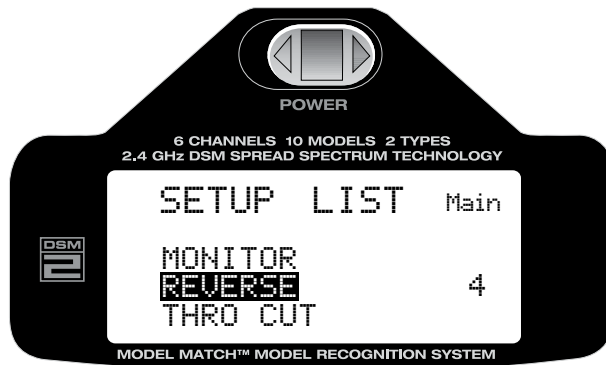 POWER
6 CHANNELS 10 MODELS 2 TYPES
2.4 GHz DSM SPREAD SPECTRUM TECHNOLOGY
SETUP LIST Main
MONITOR
REVERSE 4
THRO CUT
DSM
2
MODEL MATCH™ MODEL RECOGNITION SYSTEM